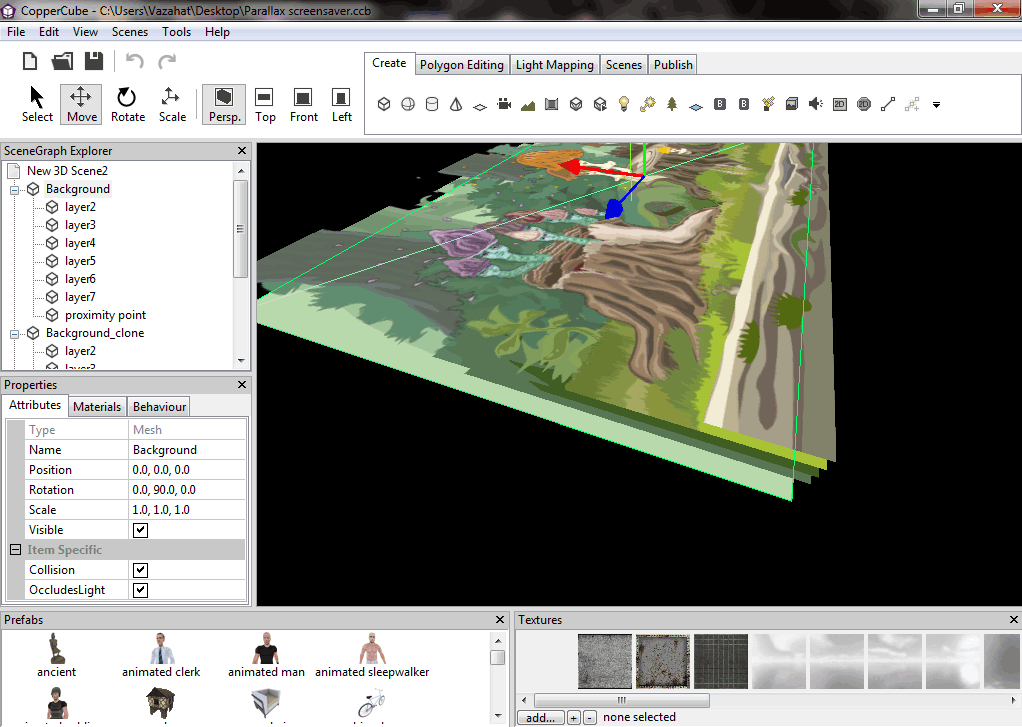 CopperCube - C:\Users\Vazahat\Desktop\Parallax screensaver.ccb
File Edit View Scenes Tools Help
Create Polygon Editing Light Mapping Scenes Publish
Select Move Rotate Scale Persp. Top Front Left
B B 2D 2D
SceneGraph Explorer
New 3D Scene2
Background
layer2
layer3
layer4
layer5
layer6
layer7
proximity point
Background_clone
layer2
Properties
Attributes Materials Behaviour
Type Mesh
Name Background
Position 0.0, 0.0, 0.0
Rotation 0.0, 90.0, 0.0
Scale 1.0, 1.0, 1.0
Visible
Item Specific
Collision
OccludesLight
Prefabs
ancient animated clerk animated man animated sleepwalker
Textures
add... + - none selected